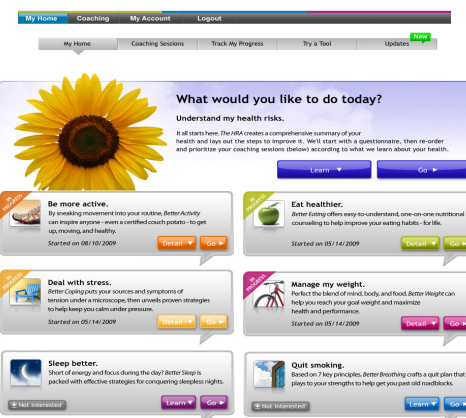 My Home Coaching My Account Logout
New
My Home Coaching Sessions Track My Progress Try a Tool Updates
What would you like to do today?
Understand my health risks.
It all starts here. The HRA creates a comprehensive summary of your
health and lays out the steps to improve it. We'll start with a questionnaire, then re-order
and prioritize your coaching sessions (below) according to what we learn about your health.
Learn Go
IN PROGRESS
Be more active.
By sneaking movement into your routine, Better Activity
can inspire anyone - even a certified couch potato - to get
up, moving, and healthy.
Started on 08/10/2009
Detail Go
IN PROGRESS
Eat healthier.
Better Eating offers easy-to-understand, one-on-one nutritional
counseling to help improve your eating habits - for life.
Started on 05/14/2009
Detail Go
IN PROGRESS
Deal with stress.
Better Coping puts your sources and symptoms of
tension under a microscope, then unveils proven strategies
to help keep you calm under pressure.
Started on 05/14/2009
Detail Go
IN PROGRESS
Manage my weight.
Perfect the blend of mind, body, and food. Better Weight can
help you reach your goal weight and maximize
health and performance.
Started on 05/14/2009
Detail Go
Sleep better.
Short of energy and focus during the day? Better Sleep is
packed with effective strategies for conquering sleepless nights.
Not Interested
Learn Go
Quit smoking.
Based on 7 key principles, Better Breathing crafts a quit plan that
plays to your strengths to help get you past old roadblocks.
Not Interested
Learn Go